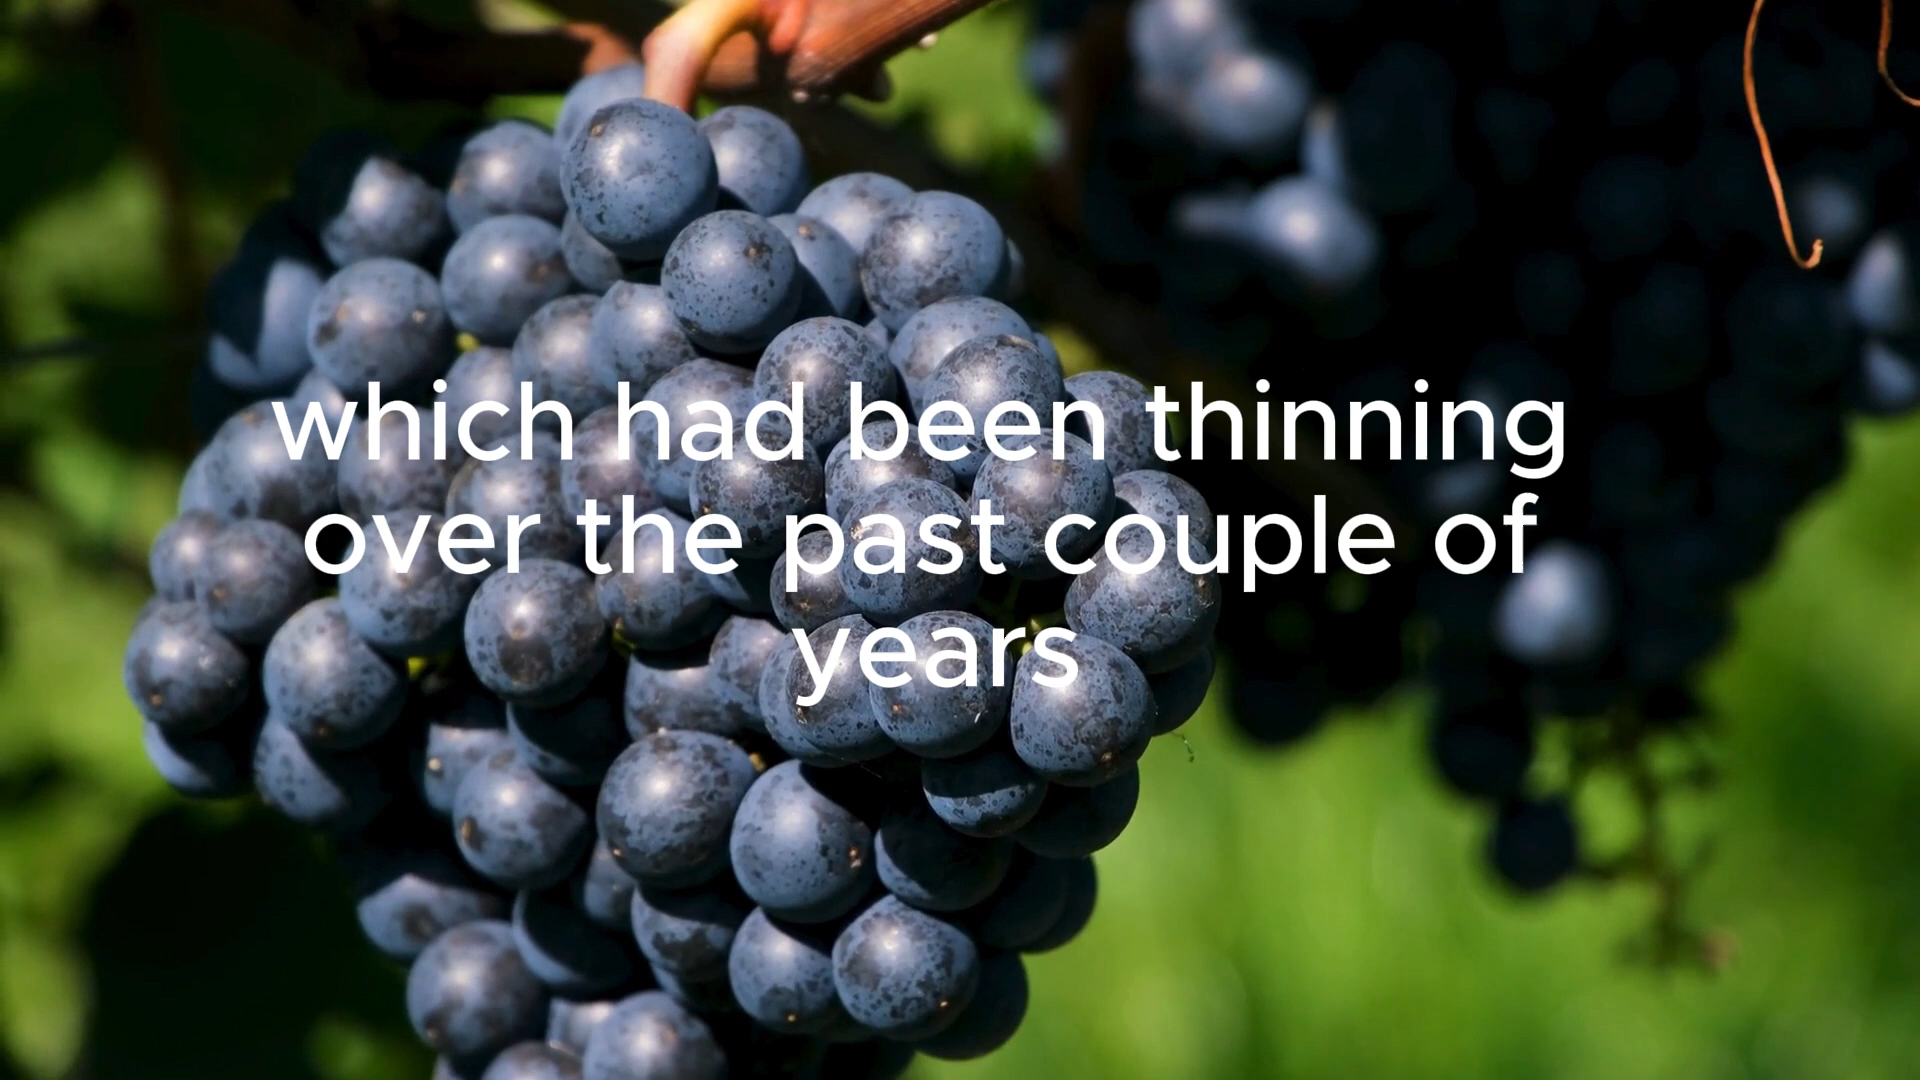 which had been thinning
over the past couple of
years